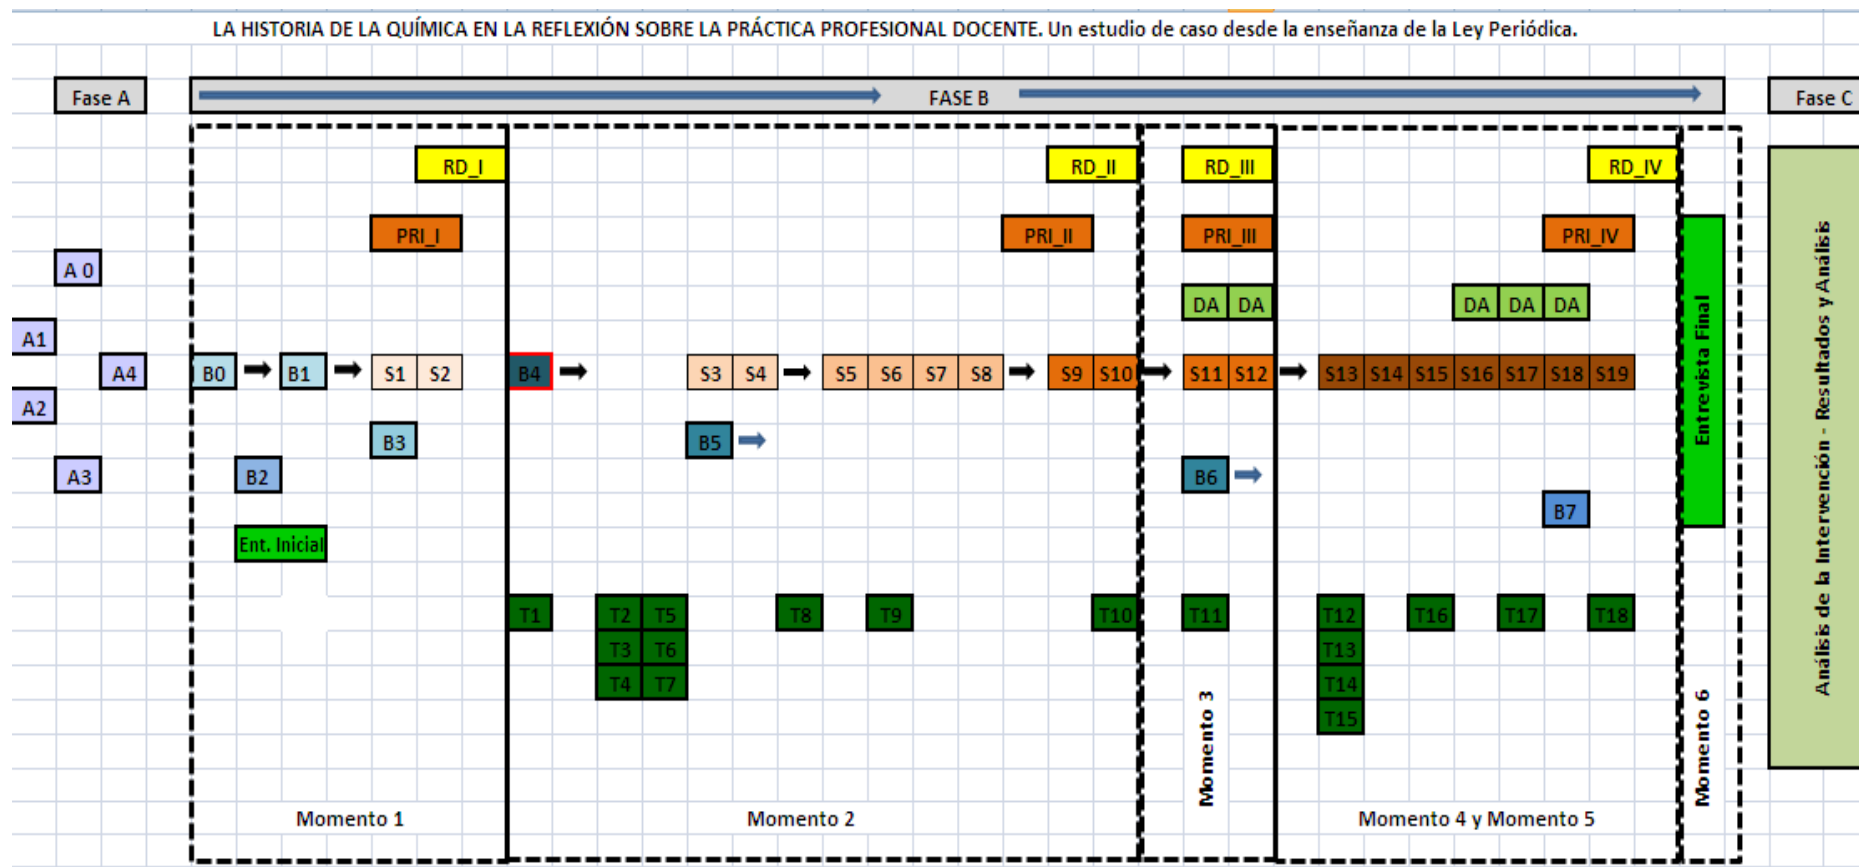 LA HISTORIA DE LA QUÍMICA EN LA REFLEXIÓN SOBRE LA PRÁCTICA PROFESIONAL DOCENTE. Un estudio de caso desde la enseñanza de la Ley Periódica.
Fase A
FASE B
Fase C
RD_I
RD_II
RD_III
RD_IV
PRI_I
PRI_II
PRI_III
PRI_IV
A 0
DA DA
DA DA DA
A1
A4
B0
B1
S1 S2
B4
S3 S4
S5 S6 S7 S8
S9 S10
S11 S12
S13 S14 S15 S16 S17 S18 S19
A2
B3
B5
A3
B2
B6
B7
Ent. Inicial
Entrevista Final
Análisis de la Intervención - Resultados y Análisis
T1
T2 T5
T8
T9
T10
T11
T12
T16
T17
T18
T3 T6
T13
T4 T7
T14
T15
Momento 1
Momento 2
Momento 3
Momento 4 y Momento 5
Momento 6